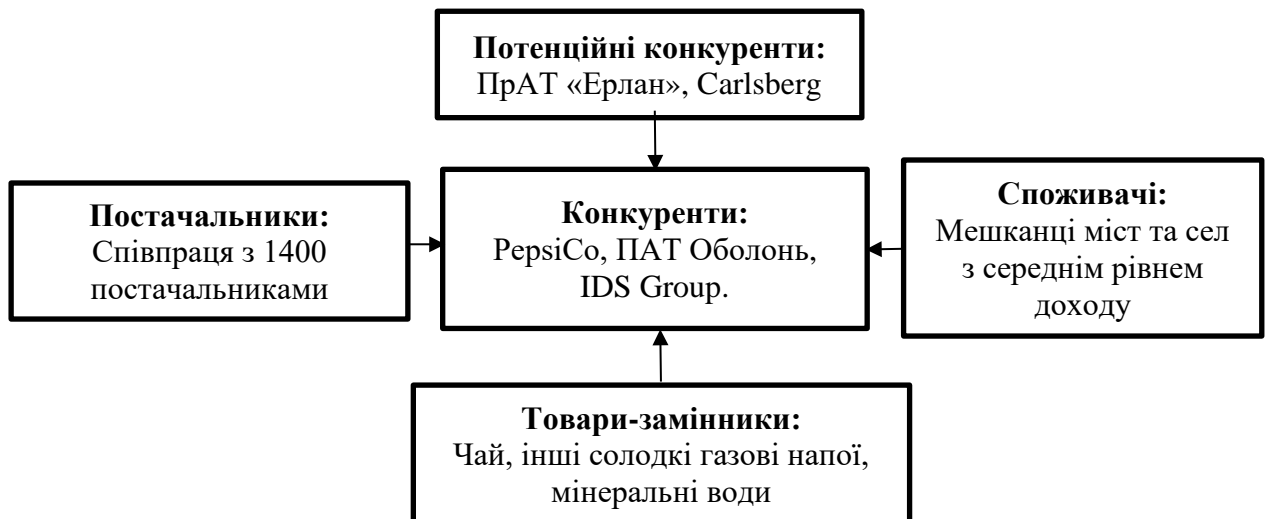 Потенційні конкуренти:
ПрАТ «Ерлан», Carlsberg
Постачальники:
Співпраця з 1400
постачальниками
Конкуренти:
PepsiCo, ПАТ Оболонь,
IDS Group.
Споживачі:
Мешканці міст та сел
з середнім рівнем
доходу
Товари-замінники:
Чай, інші солодкі газові напої,
мінеральні води